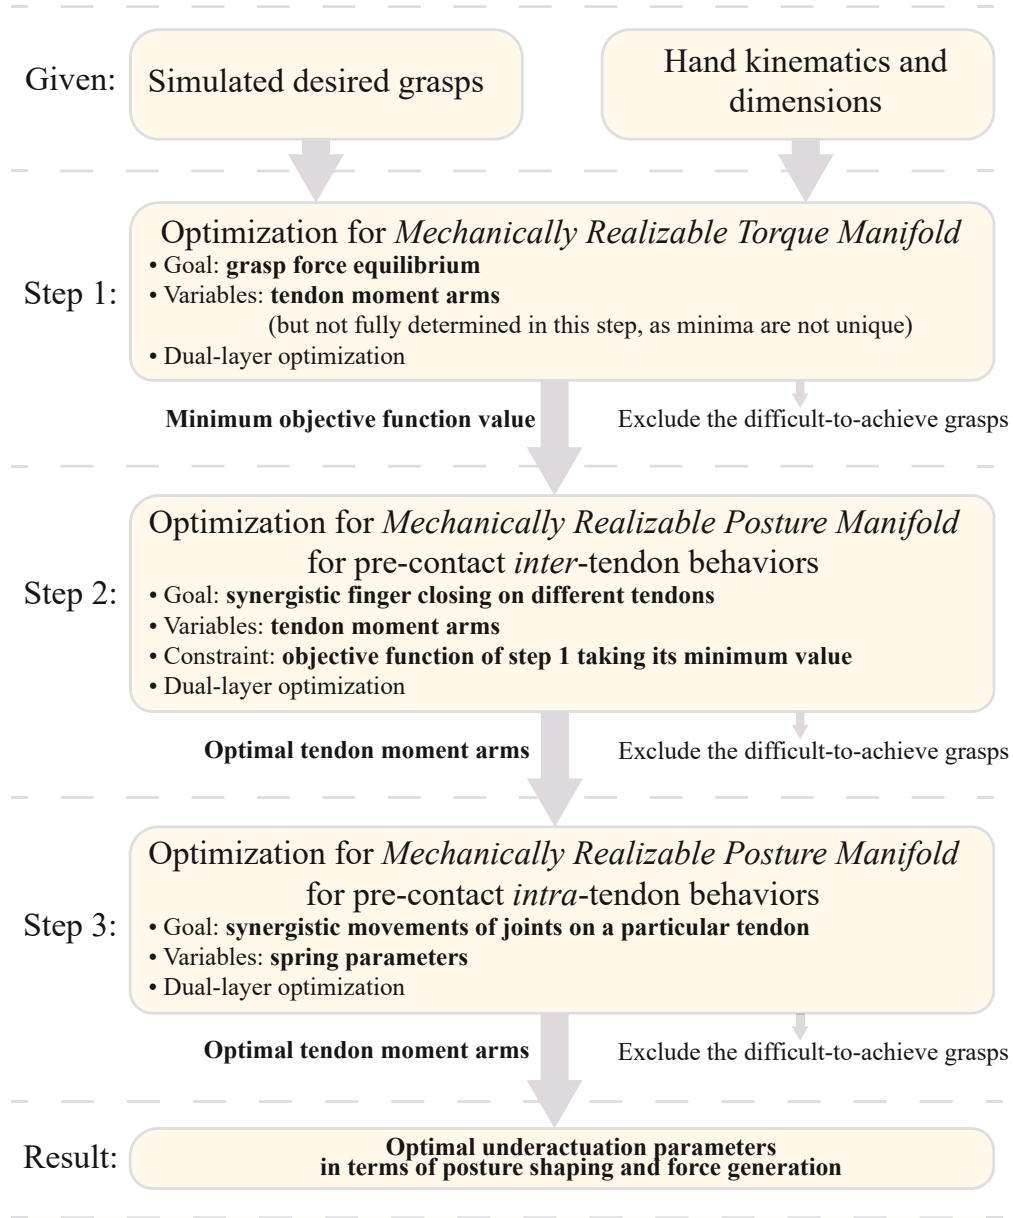 Given:
Simulated desired grasps
Hand kinematics and
dimensions
Step 1:
Optimization for Mechanically Realizable Torque Manifold
• Goal: grasp force equilibrium
• Variables: tendon moment arms
(but not fully determined in this step, as minima are not unique)
• Dual-layer optimization
Minimum objective function value
Exclude the difficult-to-achieve grasps
Step 2:
Optimization for Mechanically Realizable Posture Manifold
for pre-contact inter-tendon behaviors
• Goal: synergistic finger closing on different tendons
• Variables: tendon moment arms
• Constraint: objective function of step 1 taking its minimum value
• Dual-layer optimization
Optimal tendon moment arms
Exclude the difficult-to-achieve grasps
Step 3:
Optimization for Mechanically Realizable Posture Manifold
for pre-contact intra-tendon behaviors
• Goal: synergistic movements of joints on a particular tendon
• Variables: spring parameters
• Dual-layer optimization
Optimal tendon moment arms
Exclude the difficult-to-achieve grasps
Result:
Optimal underactuation parameters
in terms of posture shaping and force generation